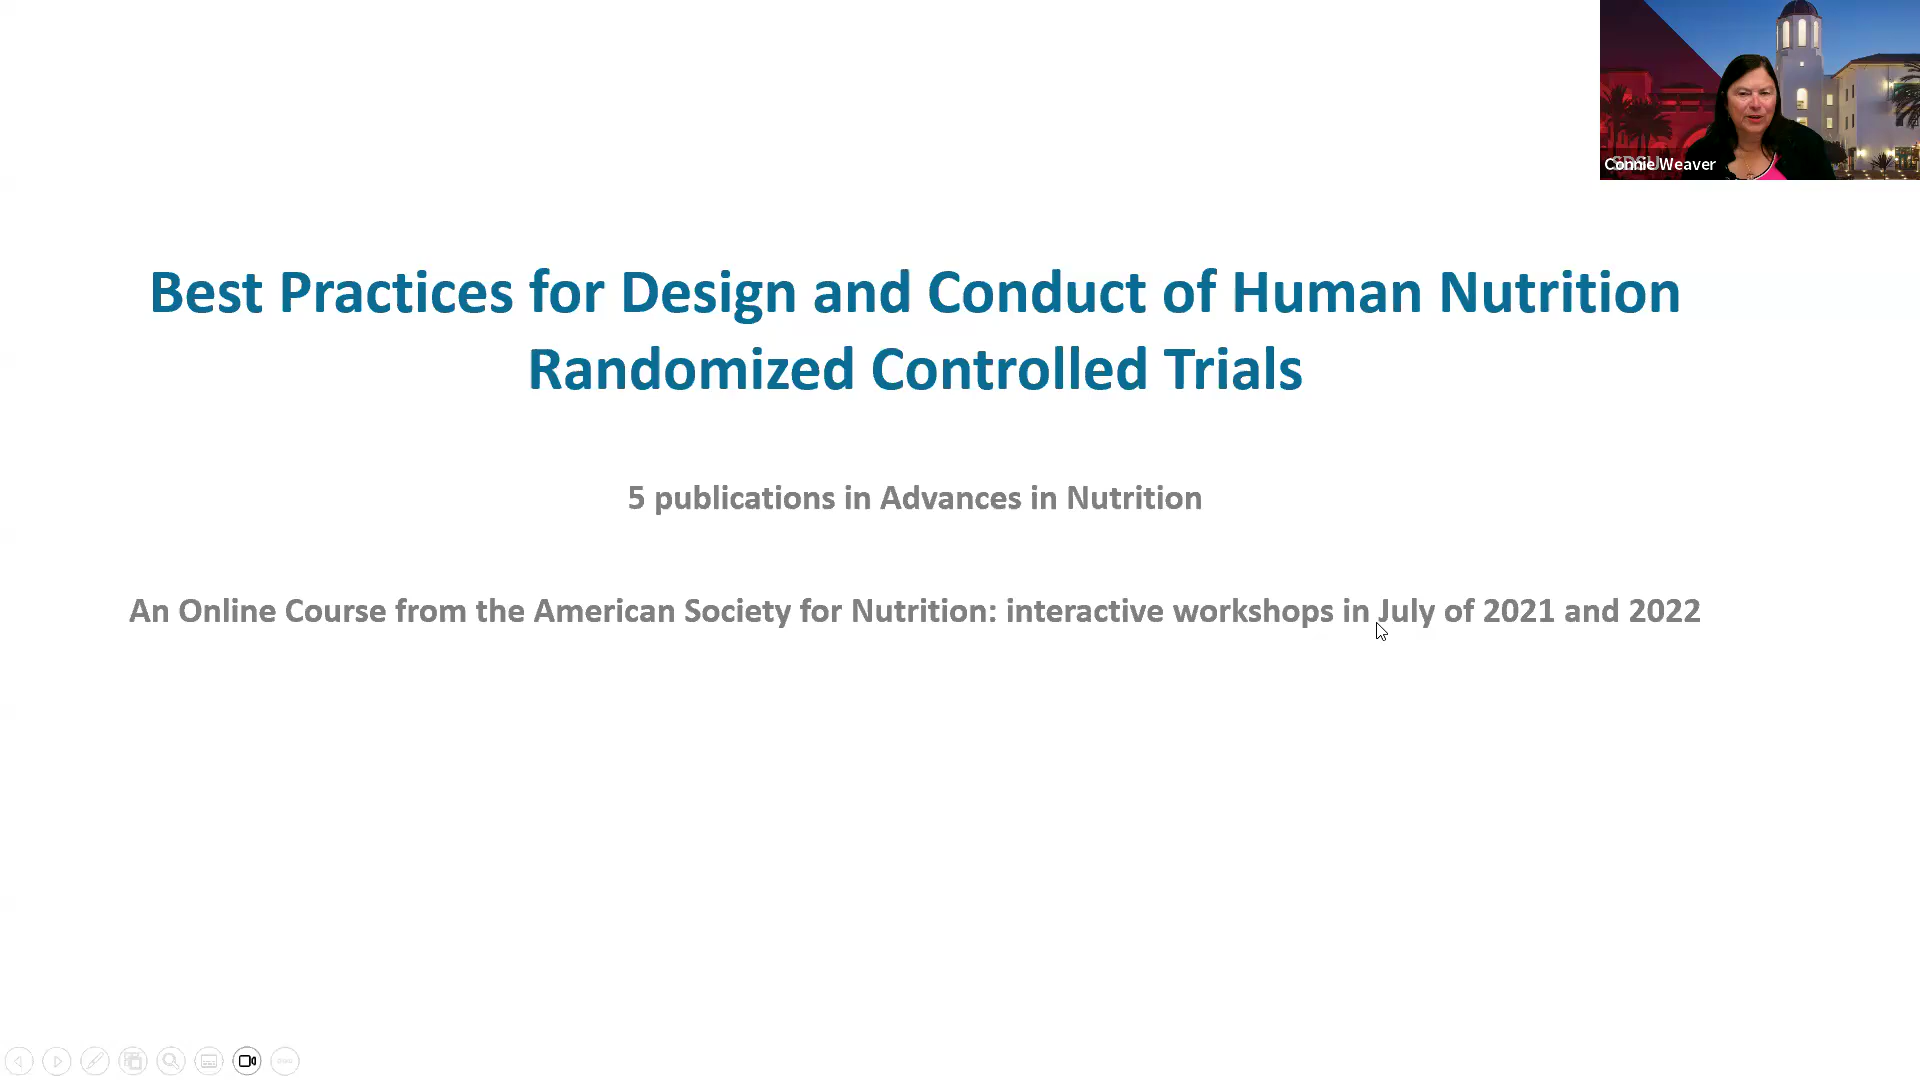 Connie Weaver
Best Practices for Design and Conduct of Human Nutrition
Randomized Controlled Trials
5 publications in Advances in Nutrition
An Online Course from the American Society for Nutrition: interactive workshops in July of 2021 and 2022